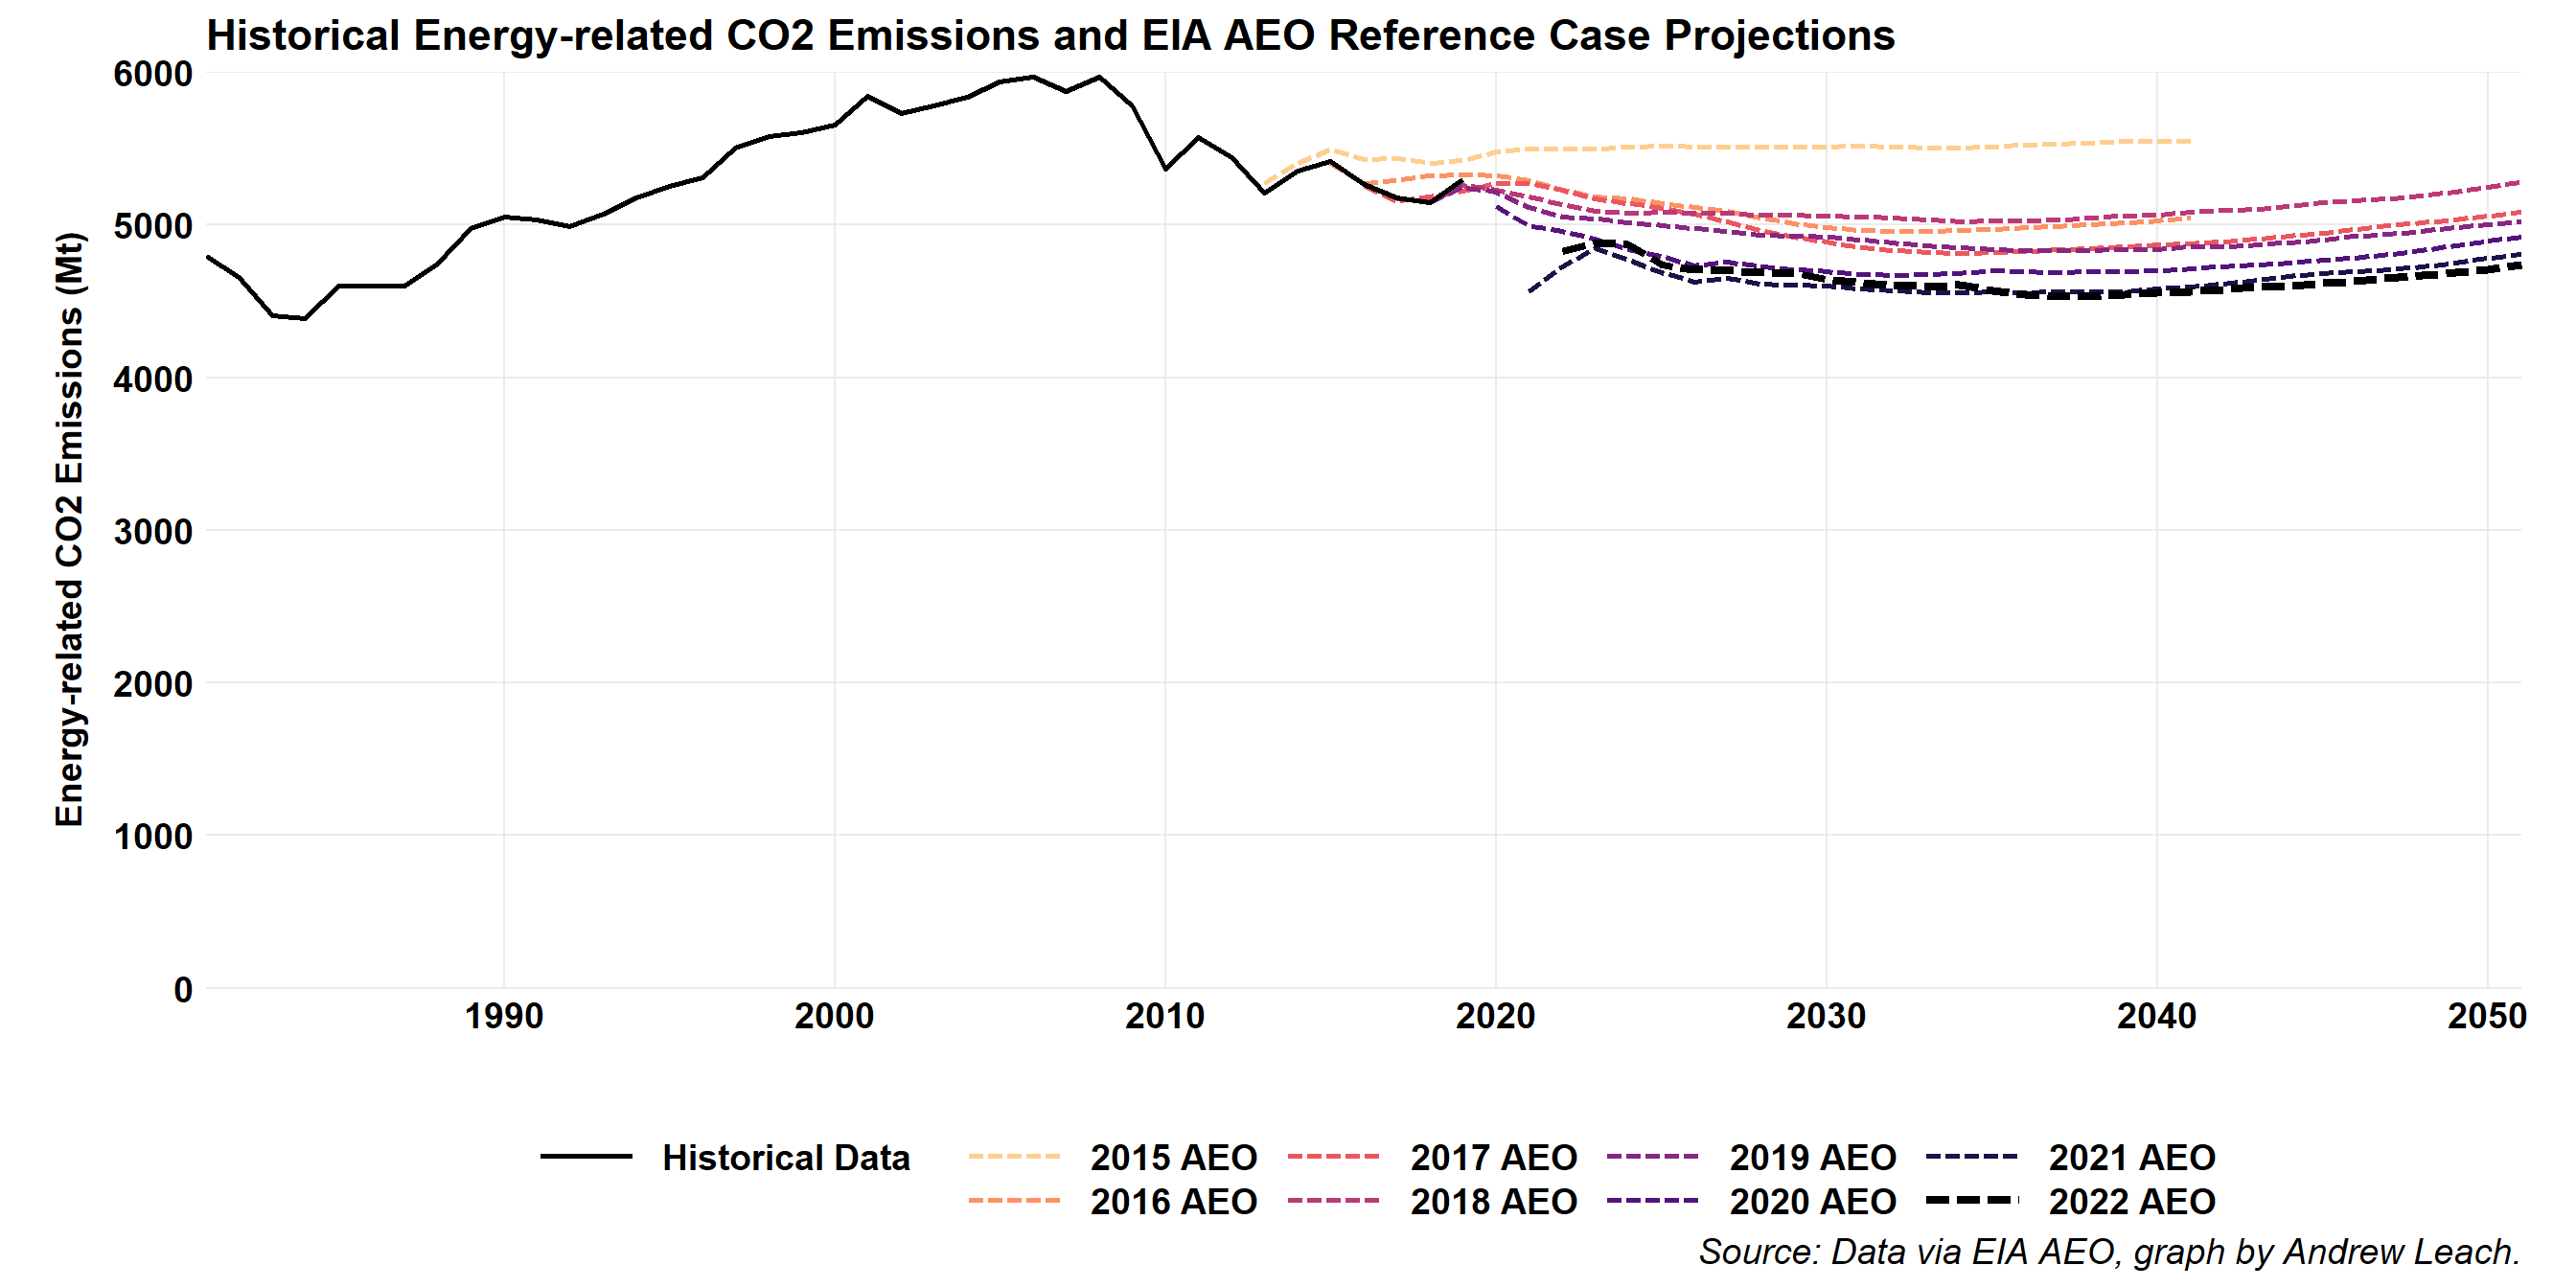 Historical Energy-related CO2 Emissions and EIA AEO Reference Case Projections
Energy-related CO2 Emissions (Mt)
6000
5000
4000
3000
2000
1000
0
1990 2000 2010 2020 2030 2040 2050
Historical Data 2015 AEO 2017 AEO 2019 AEO 2021 AEO
2016 AEO 2018 AEO 2020 AEO 2022 AEO
Source: Data via EIA AEO, graph by Andrew Leach.